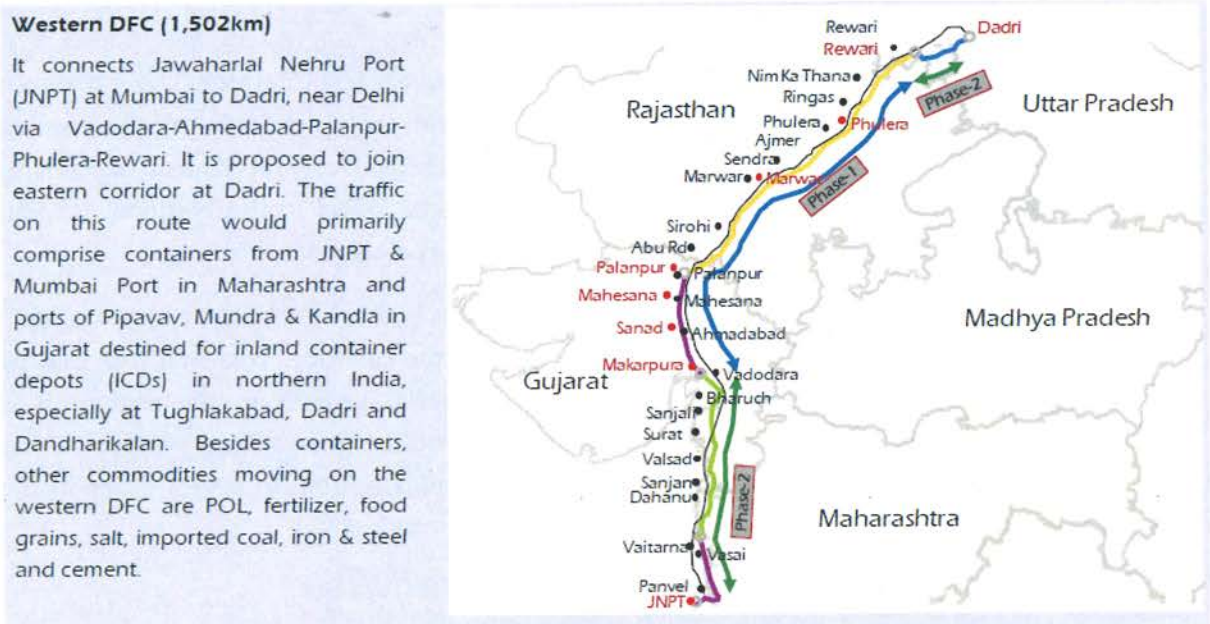 Western DFC (1,502km)
It connects Jawaharlal Nehru Port
(JNPT) at Mumbai to Dadri, near Delhi
via Vadodara-Ahmedabad-Palanpur-
Phulera-Rewari. It is proposed to join
eastern corridor at Dadri. The traffic
on this route would primarily
comprise containers from JNPT &
Mumbai Port in Maharashtra and
ports of Pipavav, Mundra & Kandla in
Gujarat destined for inland container
depots (ICDs) in northern India,
especially at Tughlakabad, Dadri and
Dandharikalan. Besides containers,
other commodities moving on the
western DFC are POL, fertilizer, food
grains, salt, imported coal, iron & steel
and cement.
Rewari
Dadri
Rewari
Nim Ka Thana
Phase-2
Ringas
Rajasthan
Uttar Pradesh
Phulera
Phulera
Ajmer
Sendra
Marwar
Marwar
Phase-1
Sirohi
Abu Rd
Palanpur
Palanpur
Mahesana
Mahesana
Madhya Pradesh
Sanad
Ahmadabad
Makarpura
Vadodara
Gujarat
Bharuch
Sanjali
Surat
Valsad
Sanjan
Phase-2
Dahanu
Maharashtra
Vaitarna
Vasai
Panvel
JNPT